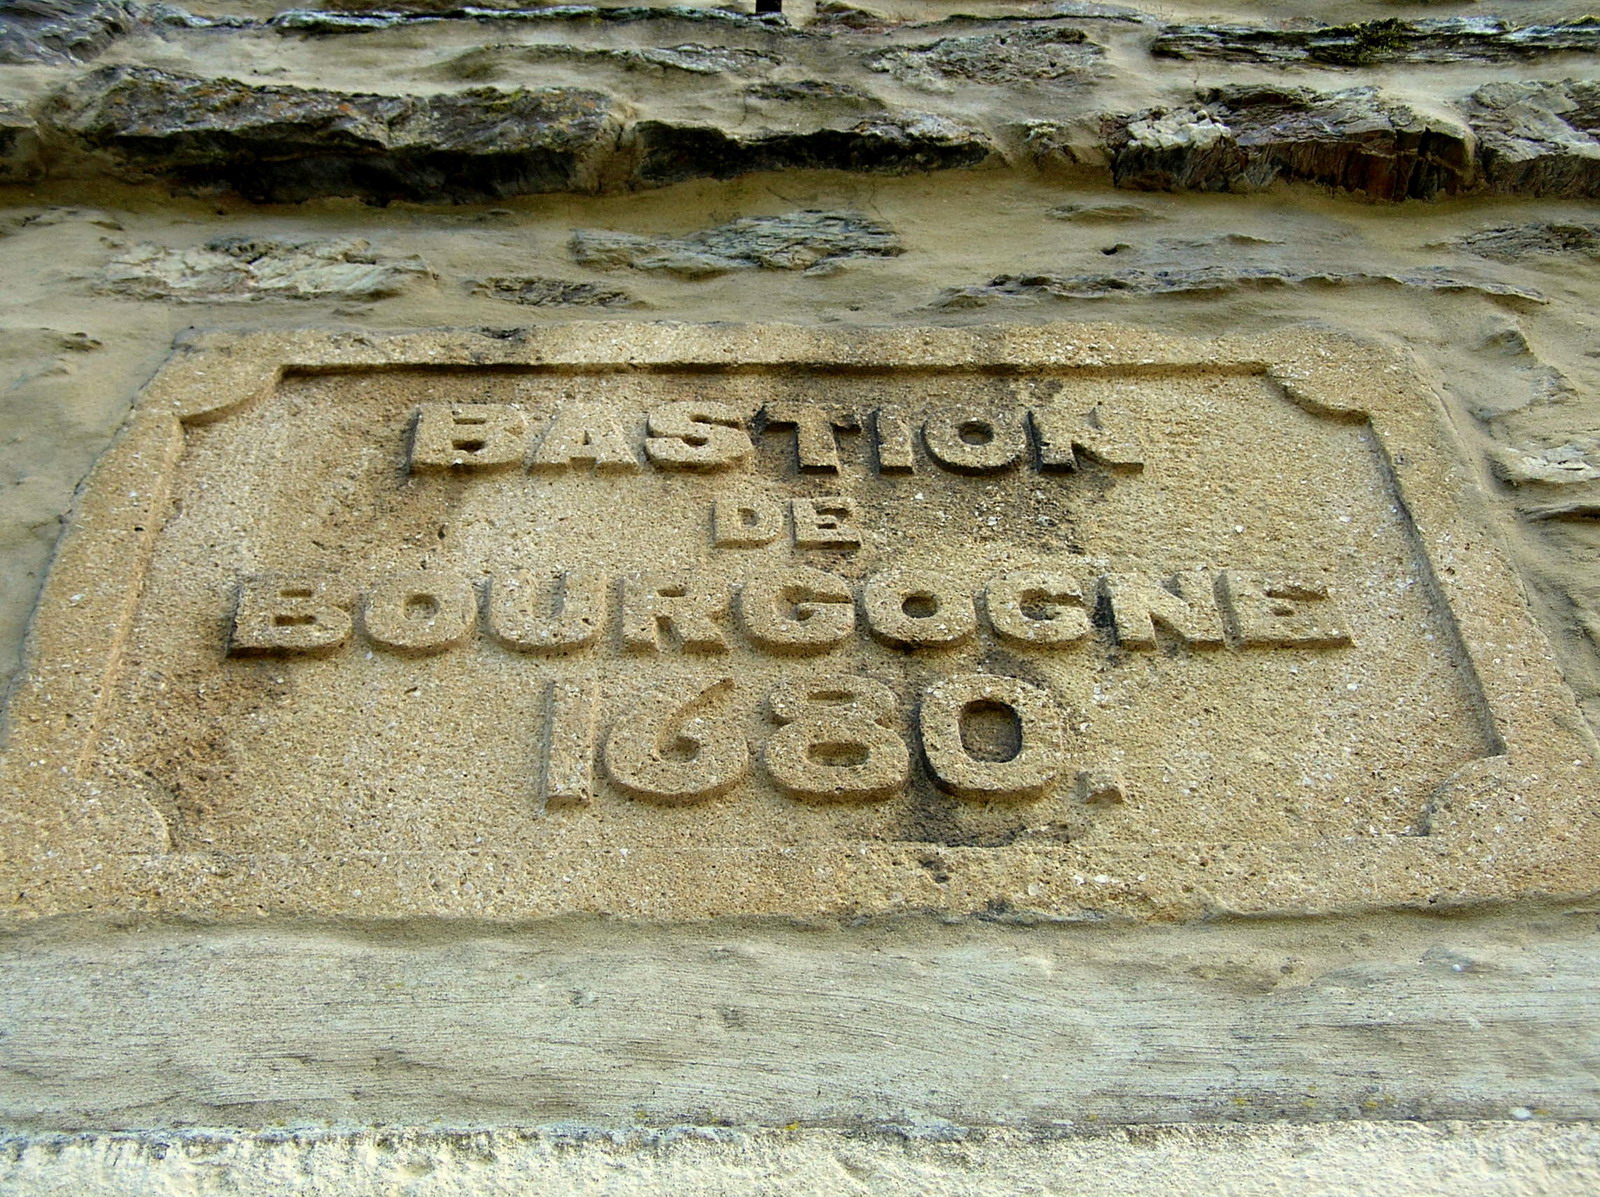 BASTION
DE
BOURGOGNE
1680.